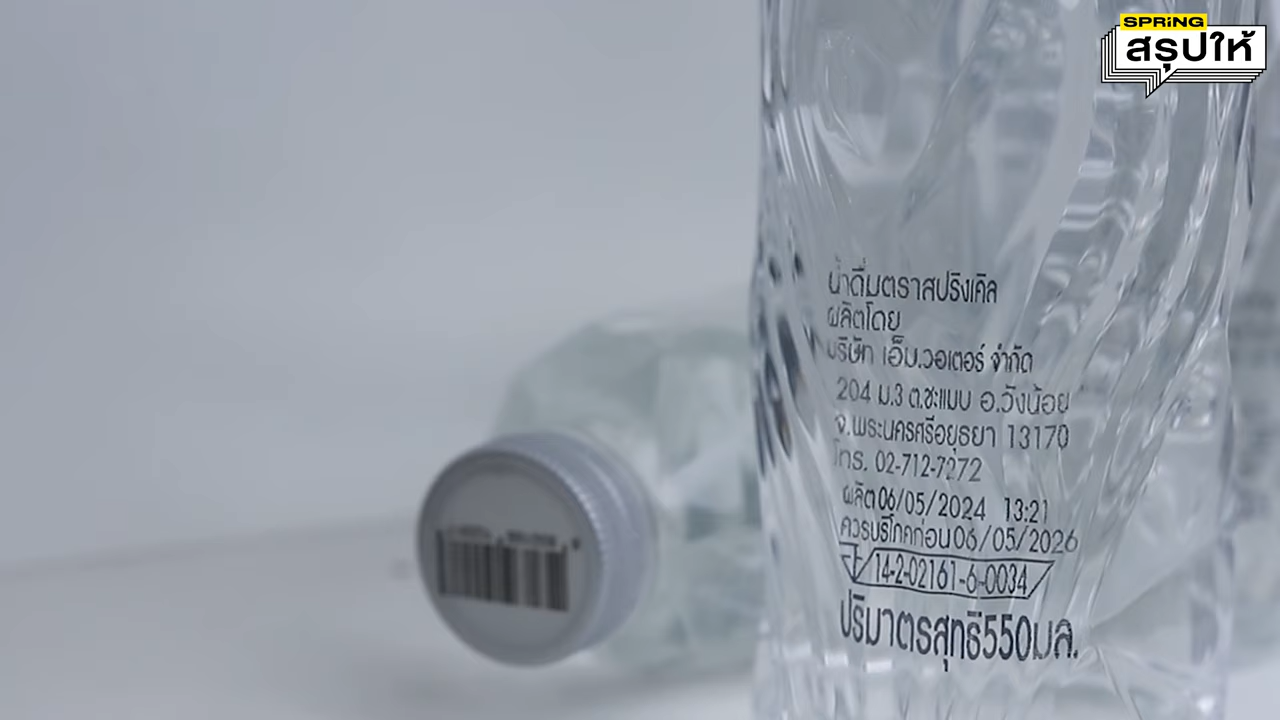 SPRiNG
สรุปให้
น้ำดื่มตราสปริงเคิล
ผลิตโดย
บริษัท เอ็ม.วอเตอร์ จำกัด
204 ม.3 ต.ชะแมบ อ.วังน้อย
จ.พระนครศรีอยุธยา 13170
โทร. 02-712-7272
ผลิต06/05/2024 13:21
ควรบริโภคก่อน06/05/2026
14-2-02161-6-0034
ปริมาตรสุทธิ550มล.